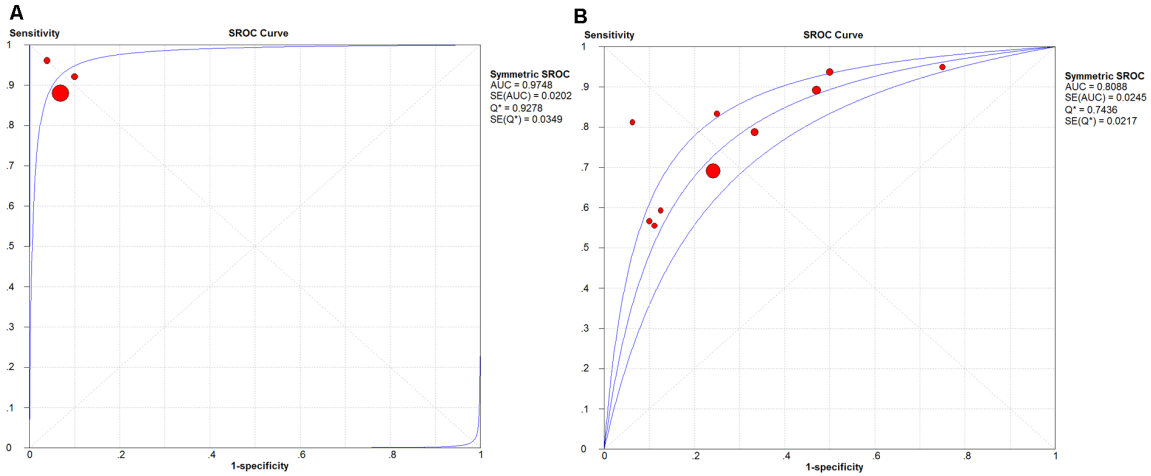 A
Sensitivity
SROC Curve
1
.9
.8
.7
.6
.5
.4
.3
.2
.1
0
0
.2
.4
.6
.8
1
1-specificity
Symmetric SROC
AUC = 0.9748
SE(AUC) = 0.0202
Q* = 0.9278
SE(Q*) = 0.0349
B
Sensitivity
SROC Curve
1
.9
.8
.7
.6
.5
.4
.3
.2
.1
0
0
.2
.4
.6
.8
1
1-specificity
Symmetric SROC
AUC = 0.8088
SE(AUC) = 0.0245
Q* = 0.7436
SE(Q*) = 0.0217